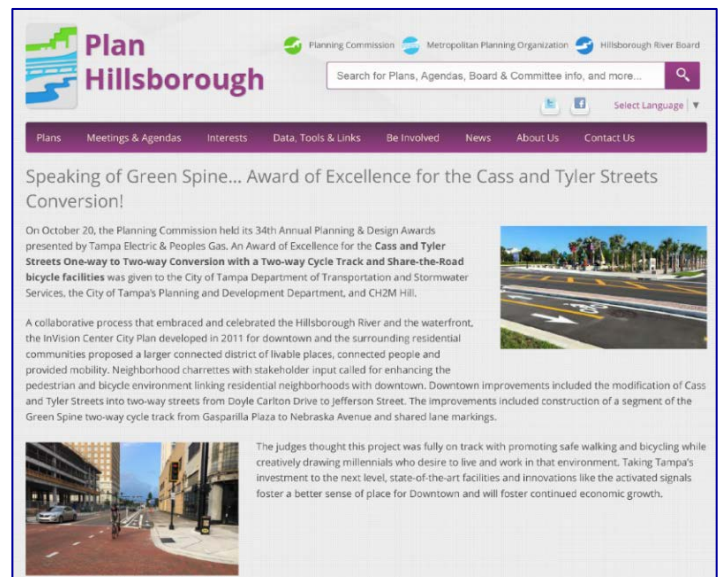 Plan
Hillsborough
Planning Commission
Metropolitan Planning Organization
Hillsborough River Board
Search for Plans, Agendas, Board & Committee info, and more...
Select Language ▼
Plans
Meetings & Agendas
Interests
Data, Tools & Links
Be Involved
News
About Us
Contact Us
Speaking of Green Spine... Award of Excellence for the Cass and Tyler Streets
Conversion!
On October 20, the Planning Commission held its 34th Annual Planning & Design Awards
presented by Tampa Electric & Peoples Gas. An Award of Excellence for the Cass and Tyler
Streets One-way to Two-way Conversion with a Two-way Cycle Track and Share-the-Road
bicycle facilities was given to the City of Tampa Department of Transportation and Stormwater
Services, the City of Tampa's Planning and Development Department, and CH2M Hill.
A collaborative process that embraced and celebrated the Hillsborough River and the waterfront,
the InVision Center City Plan developed in 2011 for downtown and the surrounding residential
communities proposed a larger connected district of livable places, connected people and
provided mobility. Neighborhood charrettes with stakeholder input called for enhancing the
pedestrian and bicycle environment linking residential neighborhoods with downtown. Downtown improvements included the modification of Cass
and Tyler Streets into two-way streets from Doyle Carlton Drive to Jefferson Street. The improvements included construction of a segment of the
Green Spine two-way cycle track from Gasparilla Plaza to Nebraska Avenue and shared lane markings.
The judges thought this project was fully on track with promoting safe walking and bicycling while
creatively drawing millennials who desire to live and work in that environment. Taking Tampa's
investment to the next level, state-of-the-art facilities and innovations like the activated signals
foster a better sense of place for Downtown and will foster continued economic growth.